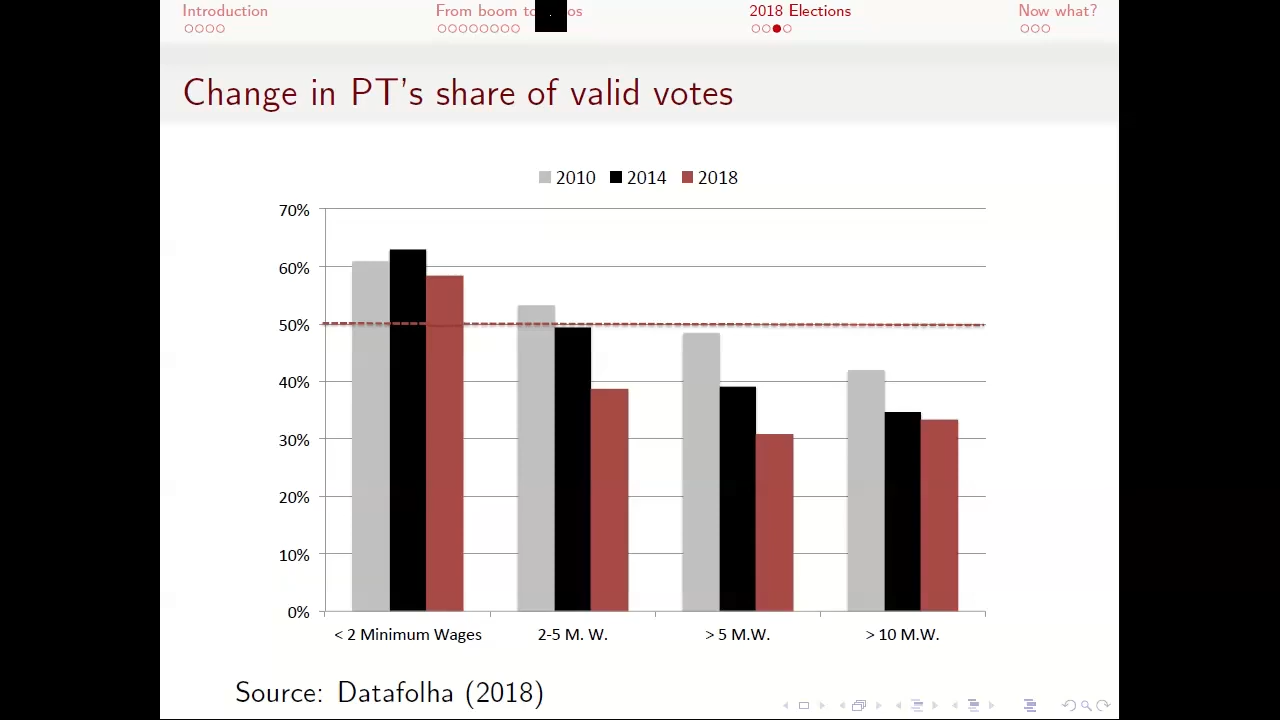 Introduction From boom to os 2018 Elections Now what?
Change in PT's share of valid votes
2010 2014 2018
70%
60%
50%
40%
30%
20%
10%
0%
< 2 Minimum Wages 2-5 M. W. > 5 M.W. > 10 M.W.
Source: Datafolha (2018)